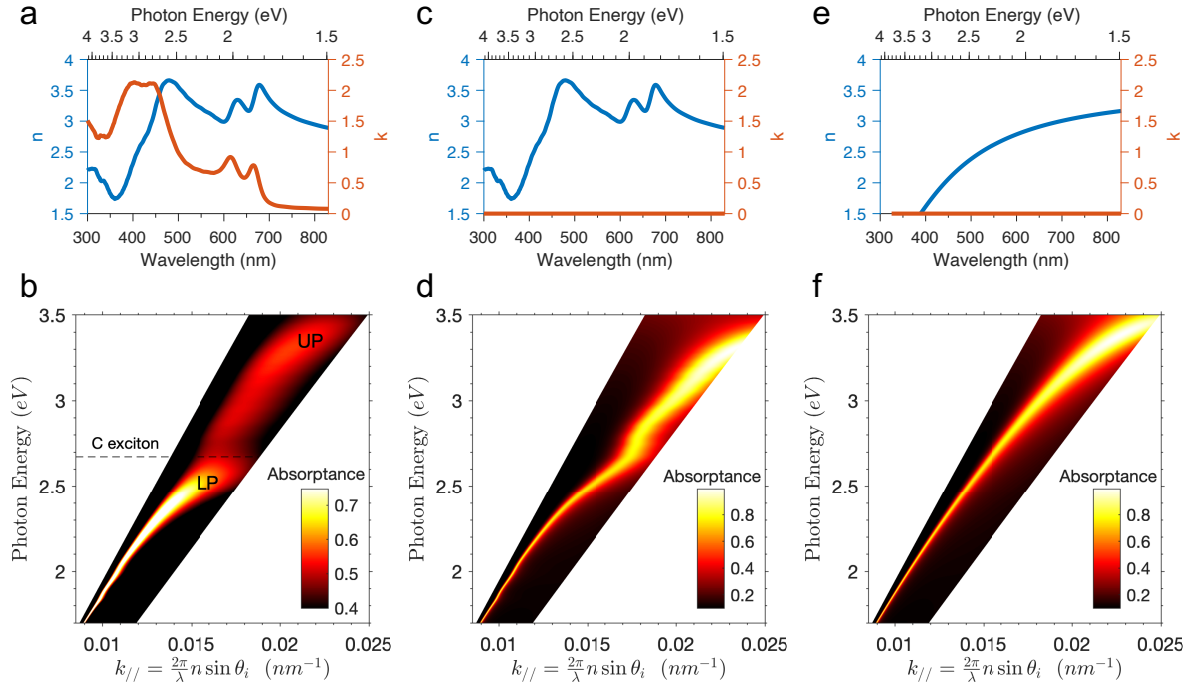 a
Photon Energy (eV)
4 3.5 3 2.5 2 1.5
4 3.5 3 2.5 2 1.5
n
2.5 2 1.5 1 0.5 0
k
300 400 500 600 700 800
Wavelength (nm)
c
Photon Energy (eV)
4 3.5 3 2.5 2 1.5
4 3.5 3 2.5 2 1.5
n
2.5 2 1.5 1 0.5 0
k
300 400 500 600 700 800
Wavelength (nm)
e
Photon Energy (eV)
4 3.5 3 2.5 2 1.5
4 3.5 3 2.5 2 1.5
n
2.5 2 1.5 1 0.5 0
k
300 400 500 600 700 800
Wavelength (nm)
b
3.5 3 2.5 2
Photon Energy (eV)
UP
C exciton
LP
Absorptance
0.7 0.6 0.5 0.4
0.01 0.015 0.02 0.025
k// = 2π/λ n sin θi (nm⁻¹)
d
3.5 3 2.5 2
Photon Energy (eV)
Absorptance
0.8 0.6 0.4 0.2
0.01 0.015 0.02 0.025
k// = 2π/λ n sin θi (nm⁻¹)
f
3.5 3 2.5 2
Photon Energy (eV)
Absorptance
0.8 0.6 0.4 0.2
0.01 0.015 0.02 0.025
k// = 2π/λ n sin θi (nm⁻¹)